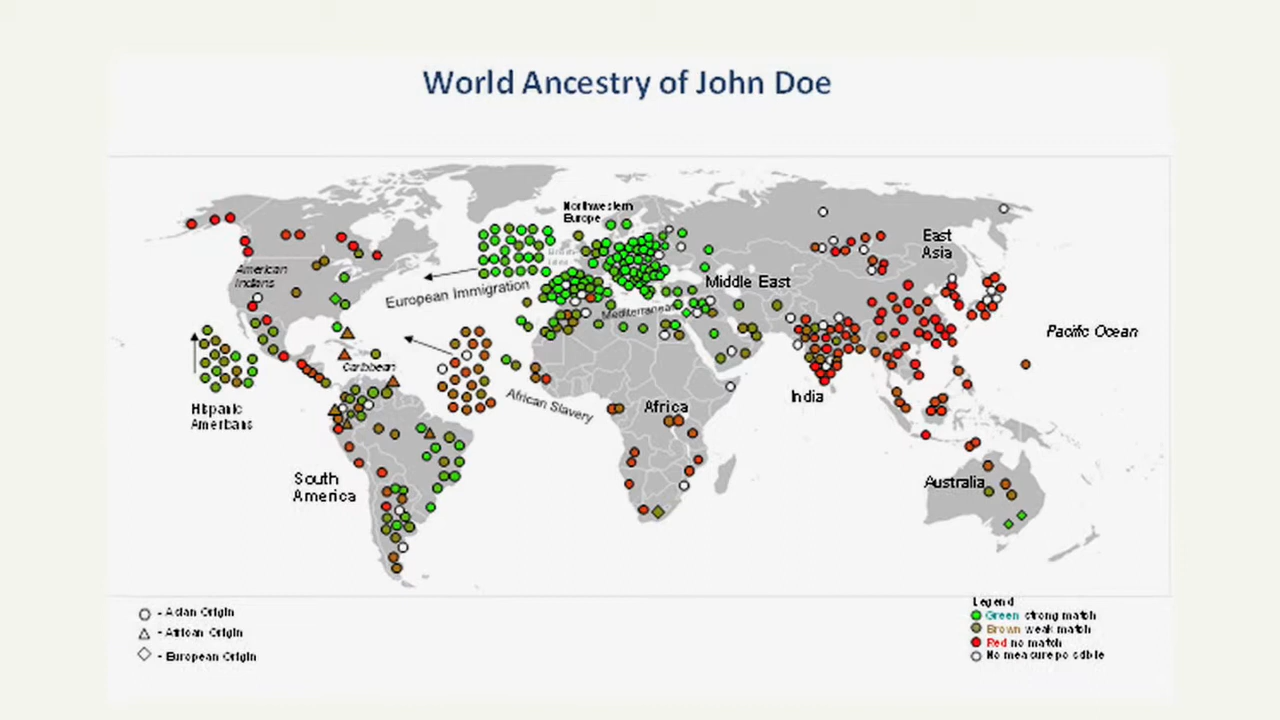 World Ancestry of John Doe
Northwestern
Europe
East
Asia
American
Indians
Middle East
European Immigration
Mediterranean
Pacific Ocean
Caribbean
African Slavery
India
Hispanic
Americans
Africa
South
America
Australia
Legend
- Asian Origin
Green strong match
- African Origin
Brown weak match
Red no match
- European Origin
No measure possible